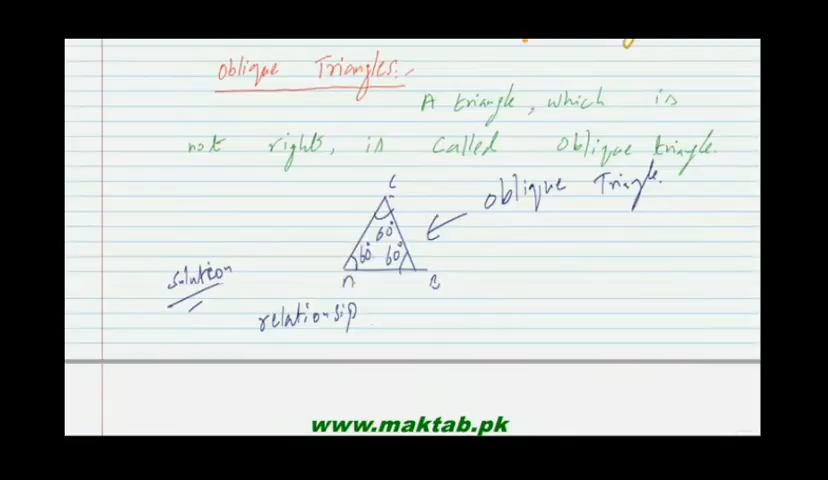 Oblique Triangles:-
A triangle, which is
not right, is called oblique triangle.
Oblique Triangle.
C
60°
60° 60°
A B
Solution
relationsip
www.maktab.pk